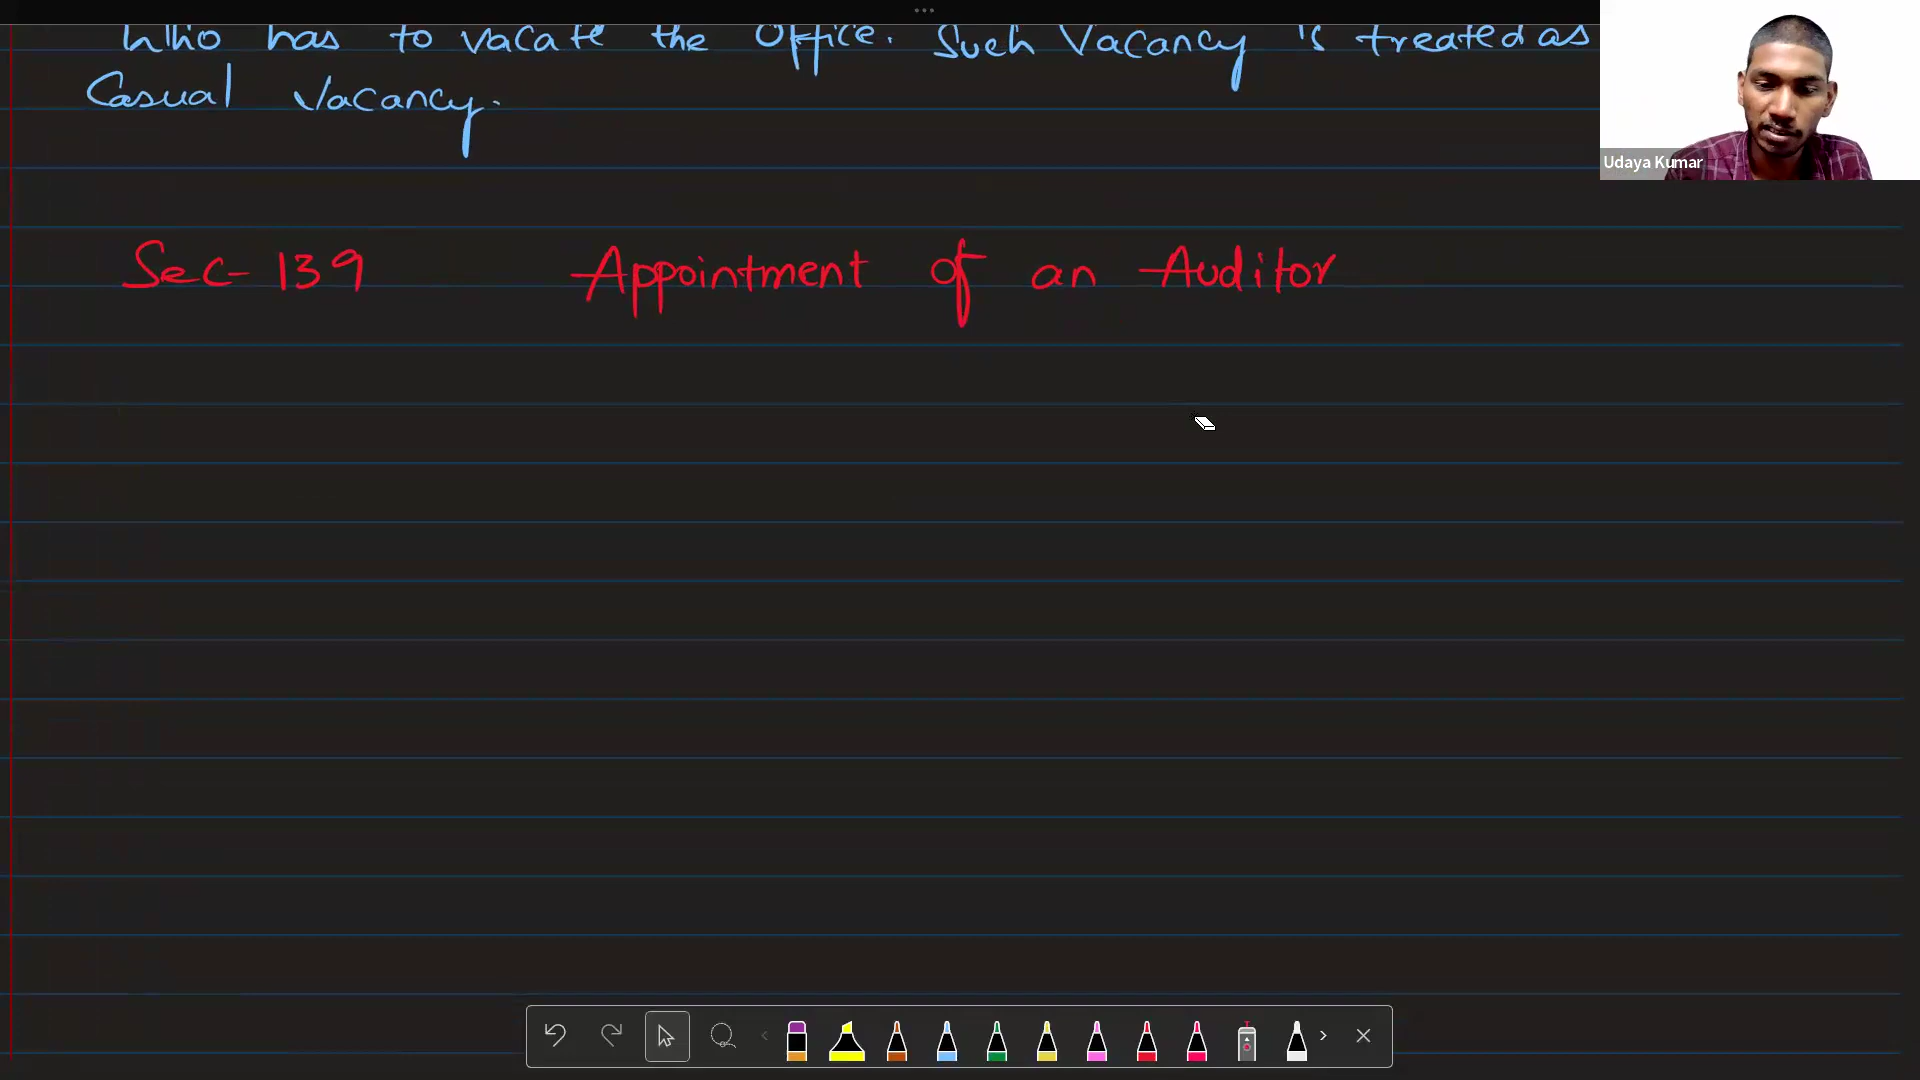 Who has to vacate the Office. Such Vacancy is treated as
Casual Vacancy.
Udaya Kumar
Sec- 139 Appointment of an Auditor